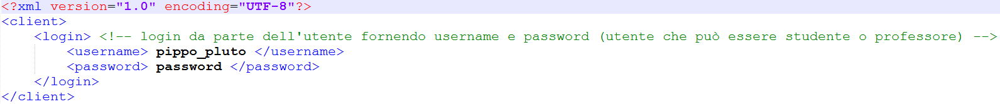 <?xml version="1.0" encoding="UTF-8"?>
<client>
    <login> <!-- login da parte dell'utente fornendo username e password (utente che può essere studente o professore) -->
        <username> pippo_pluto </username>
        <password> password </password>
    </login>
</client>